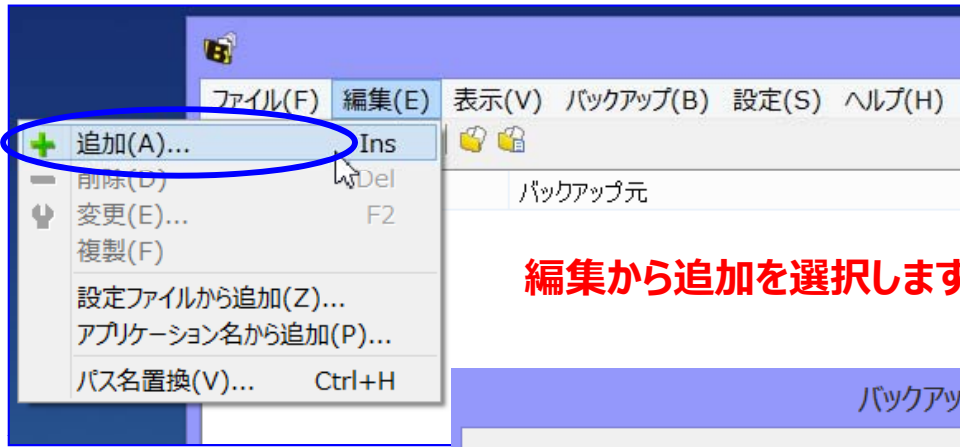 ファイル(F) 編集(E) 表示(V) バックアップ(B) 設定(S) ヘルプ(H)
追加(A)... Ins
削除(D) Del
変更(E)... F2
複製(F)
設定ファイルから追加(Z)...
アプリケーション名から追加(P)...
パス名置換(V)... Ctrl+H
バックアップ元
編集から追加を選択します
バックアッ